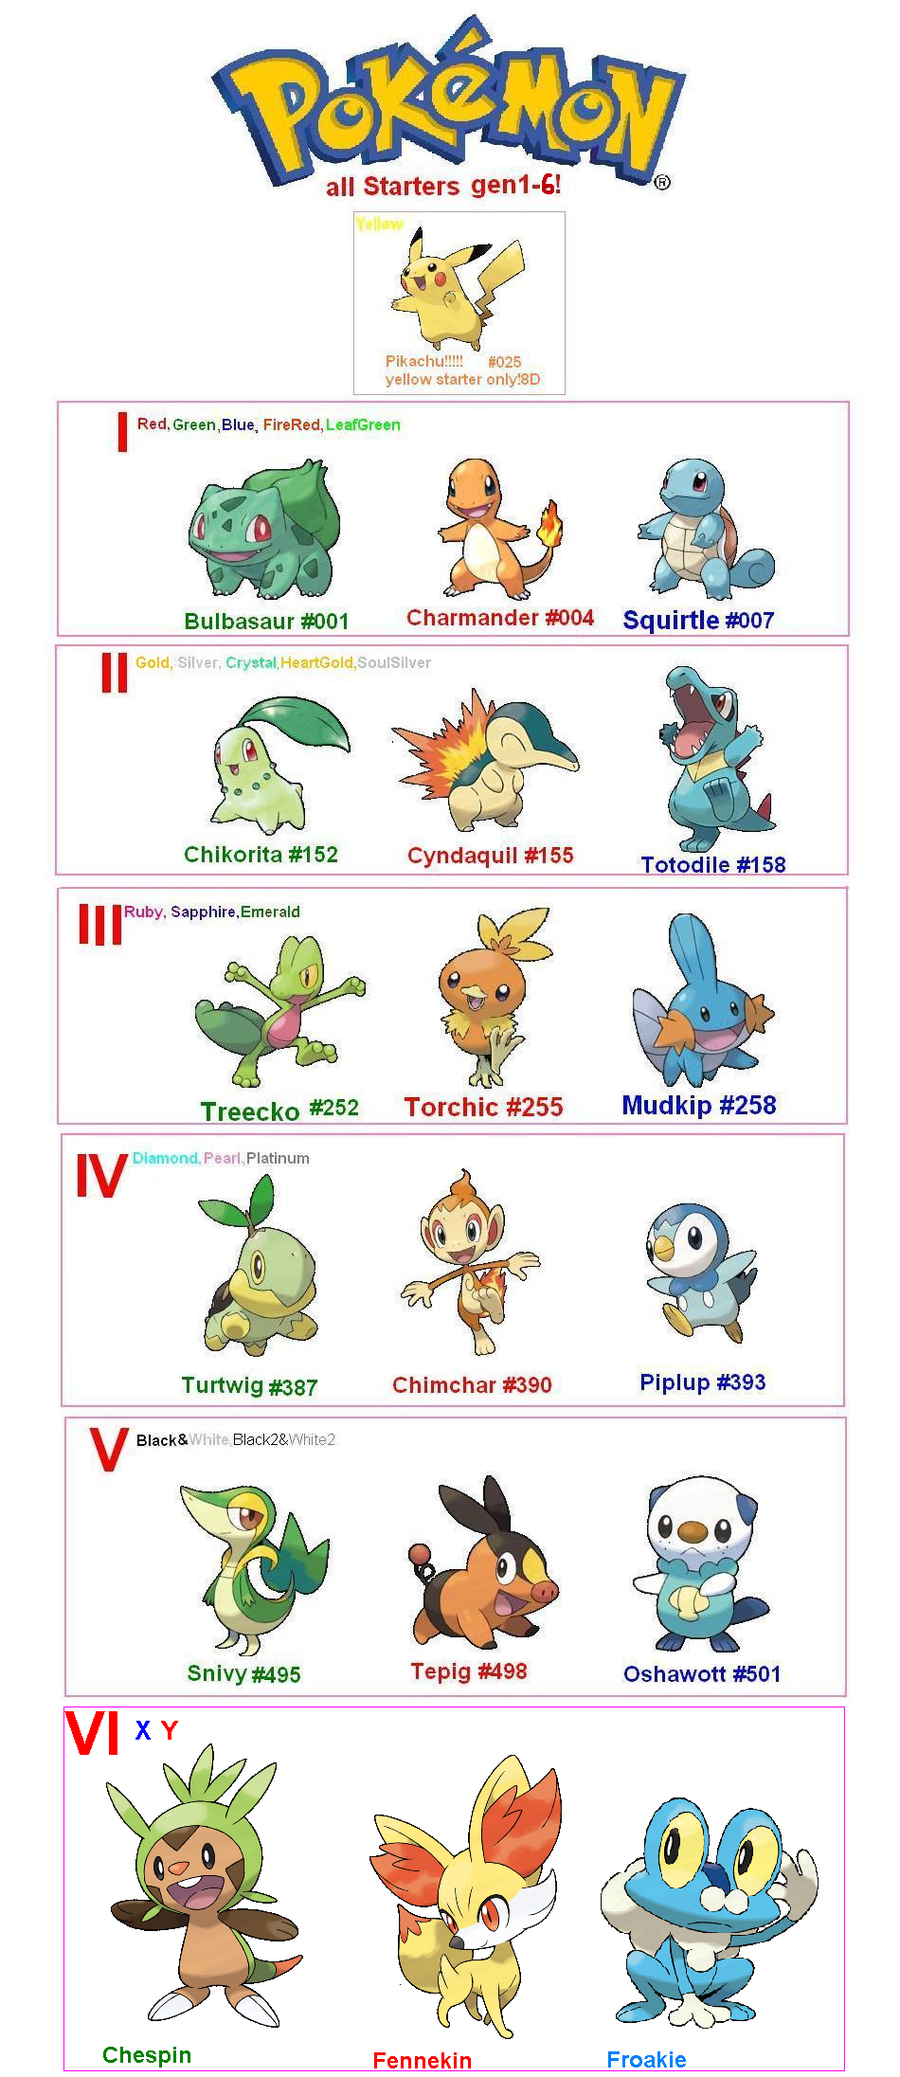 POKéMON ®
all Starters gen1-6!
Yellow
Pikachu!!!!! #025
yellow starter only!8D
I Red,Green,Blue, FireRed,LeafGreen
Bulbasaur #001 Charmander #004 Squirtle #007
II Gold, Silver, Crystal,HeartGold,SoulSilver
Chikorita #152 Cyndaquil #155 Totodile #158
III Ruby, Sapphire,Emerald
Treecko #252 Torchic #255 Mudkip #258
IV Diamond,Pearl,Platinum
Turtwig #387 Chimchar #390 Piplup #393
V Black&White,Black2&White2
Snivy #495 Tepig #498 Oshawott #501
VI X Y
Chespin Fennekin Froakie